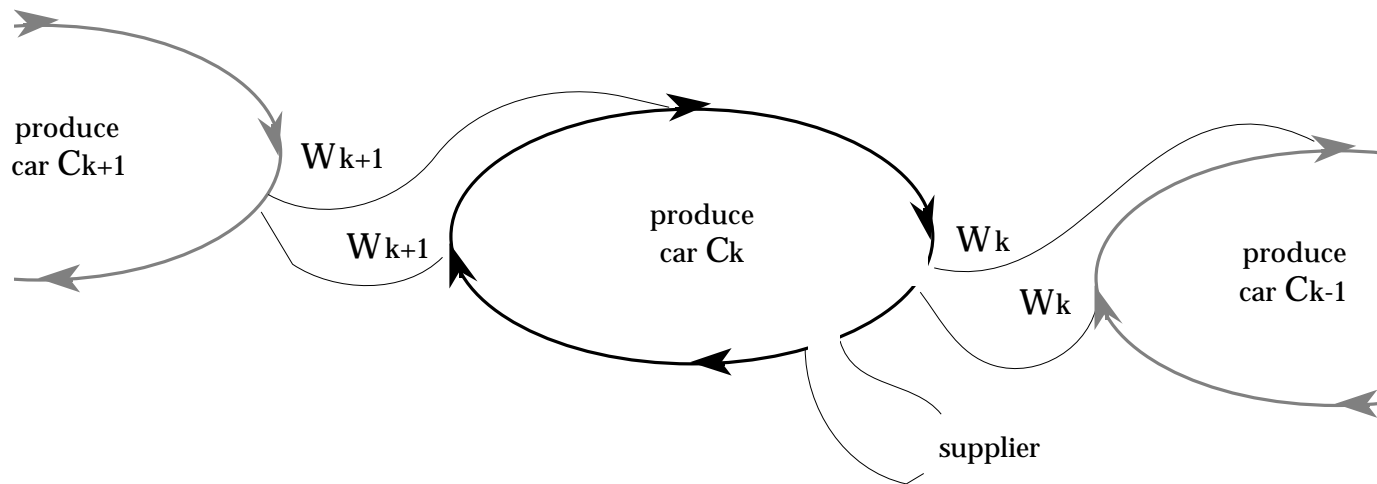 produce
car Ck+1
Wk+1
Wk+1
produce
car Ck
Wk
Wk
produce
car Ck-1
supplier